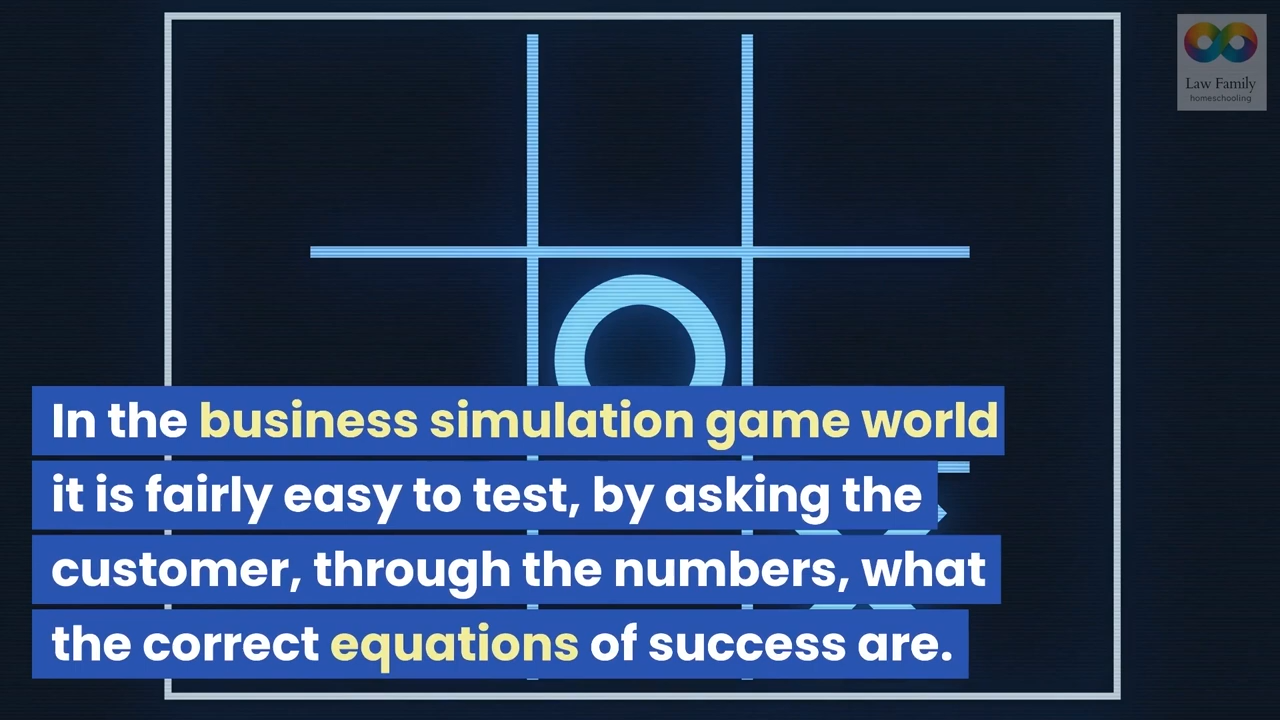 Law Family
homeschooling
In the business simulation game world
it is fairly easy to test, by asking the
customer, through the numbers, what
the correct equations of success are.